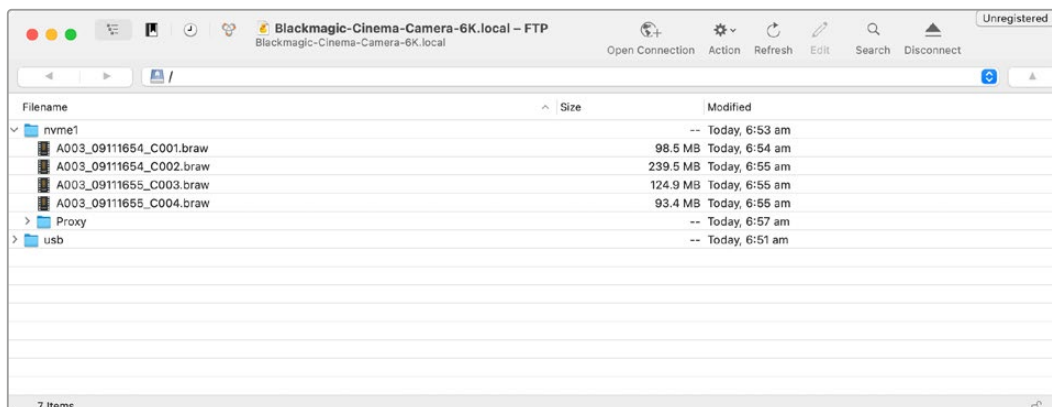 Unregistered
Blackmagic-Cinema-Camera-6K.local – FTP
Blackmagic-Cinema-Camera-6K.local
Open Connection Action Refresh Edit Search Disconnect
/
Filename Size Modified
nvme1 -- Today, 6:53 am
A003_09111654_C001.braw 98.5 MB Today, 6:54 am
A003_09111654_C002.braw 239.5 MB Today, 6:55 am
A003_09111655_C003.braw 124.9 MB Today, 6:55 am
A003_09111655_C004.braw 93.4 MB Today, 6:55 am
Proxy -- Today, 6:57 am
usb -- Today, 6:51 am
7 Items